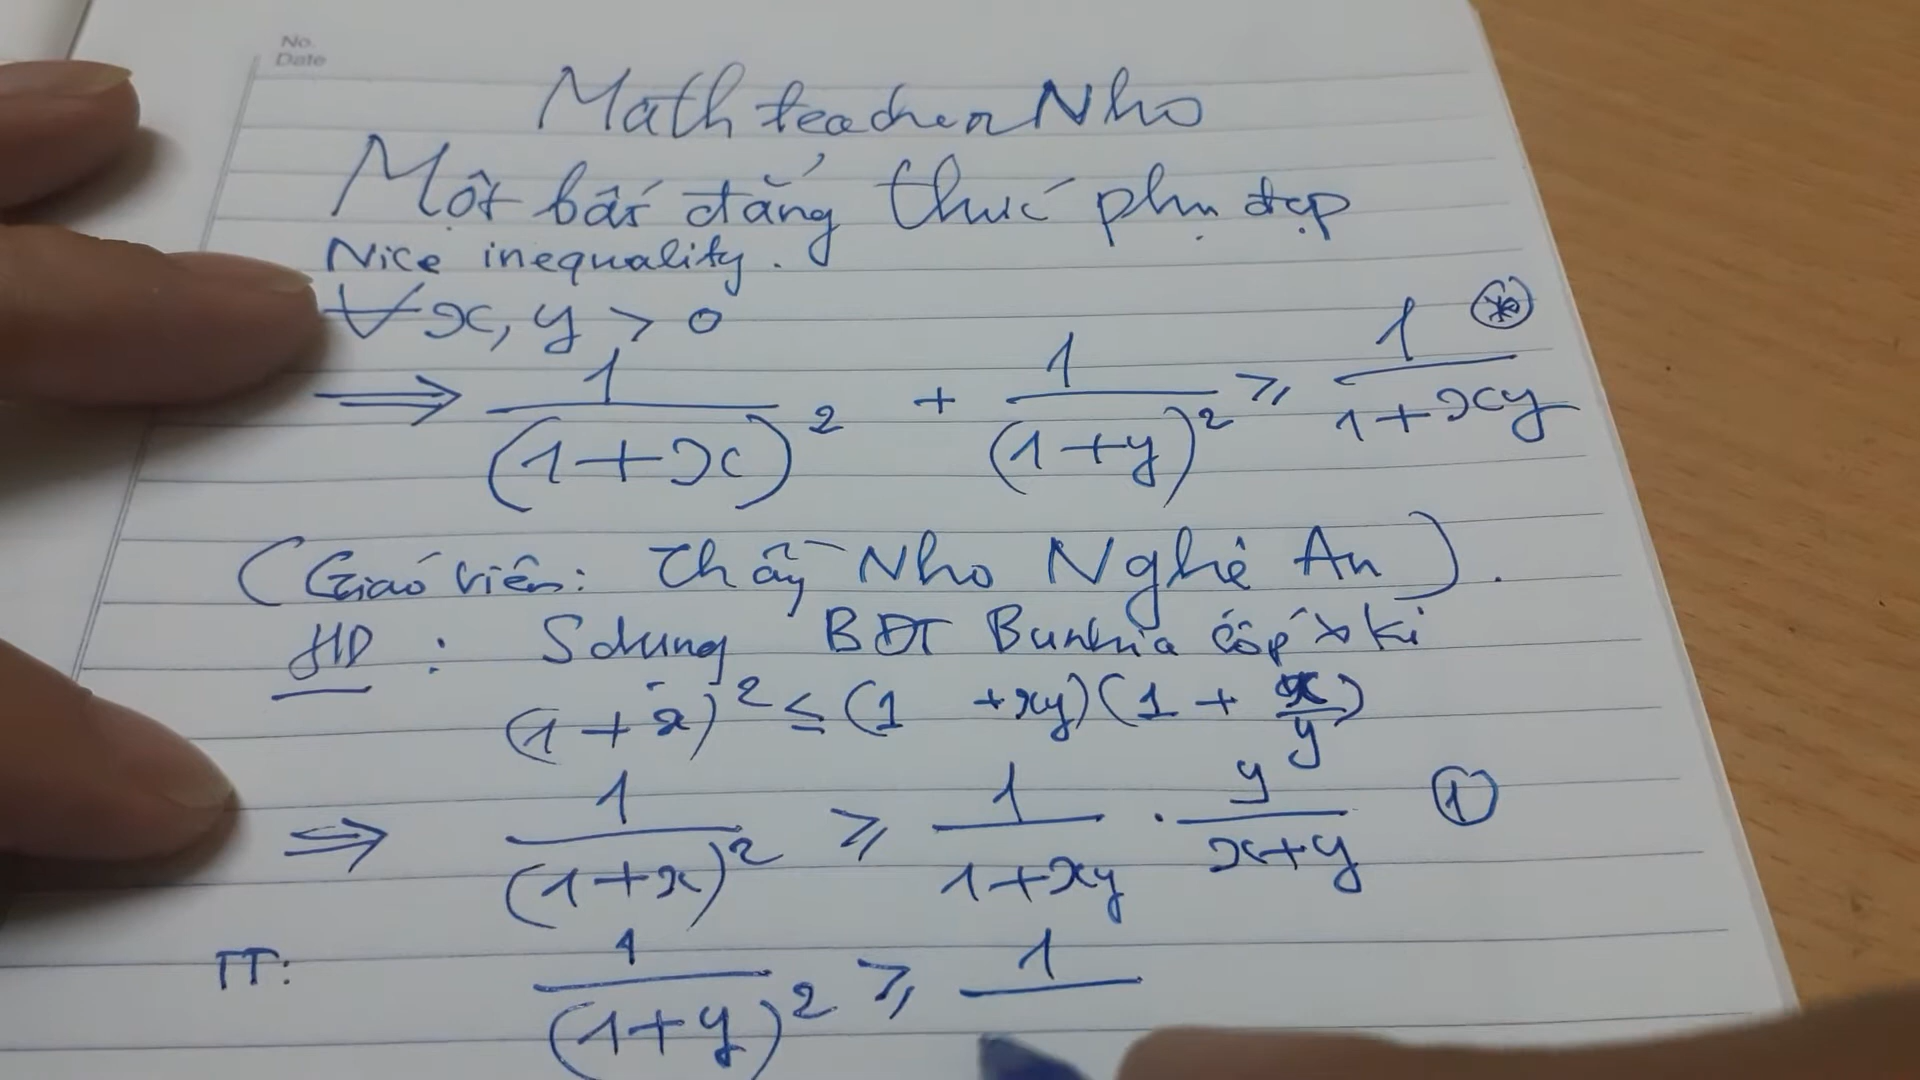 No.
Date
Math teacher Nho
Một bất đẳng thức phụ đẹp
Nice inequality.
∀x, y > 0
⇒ 1/(1+x)² + 1/(1+y)² ⩾ 1/(1+xy) (*)
(Giáo viên: Thầy Nho Nghệ An).
HD: Sdụng BĐT Bunhia cốp xki
(1+x)² ≤ (1 + xy)(1 + x/y)
⇒ 1/(1+x)² ⩾ 1/(1+xy) · y/(x+y) (1)
TT: 1/(1+y)² ⩾ 1/